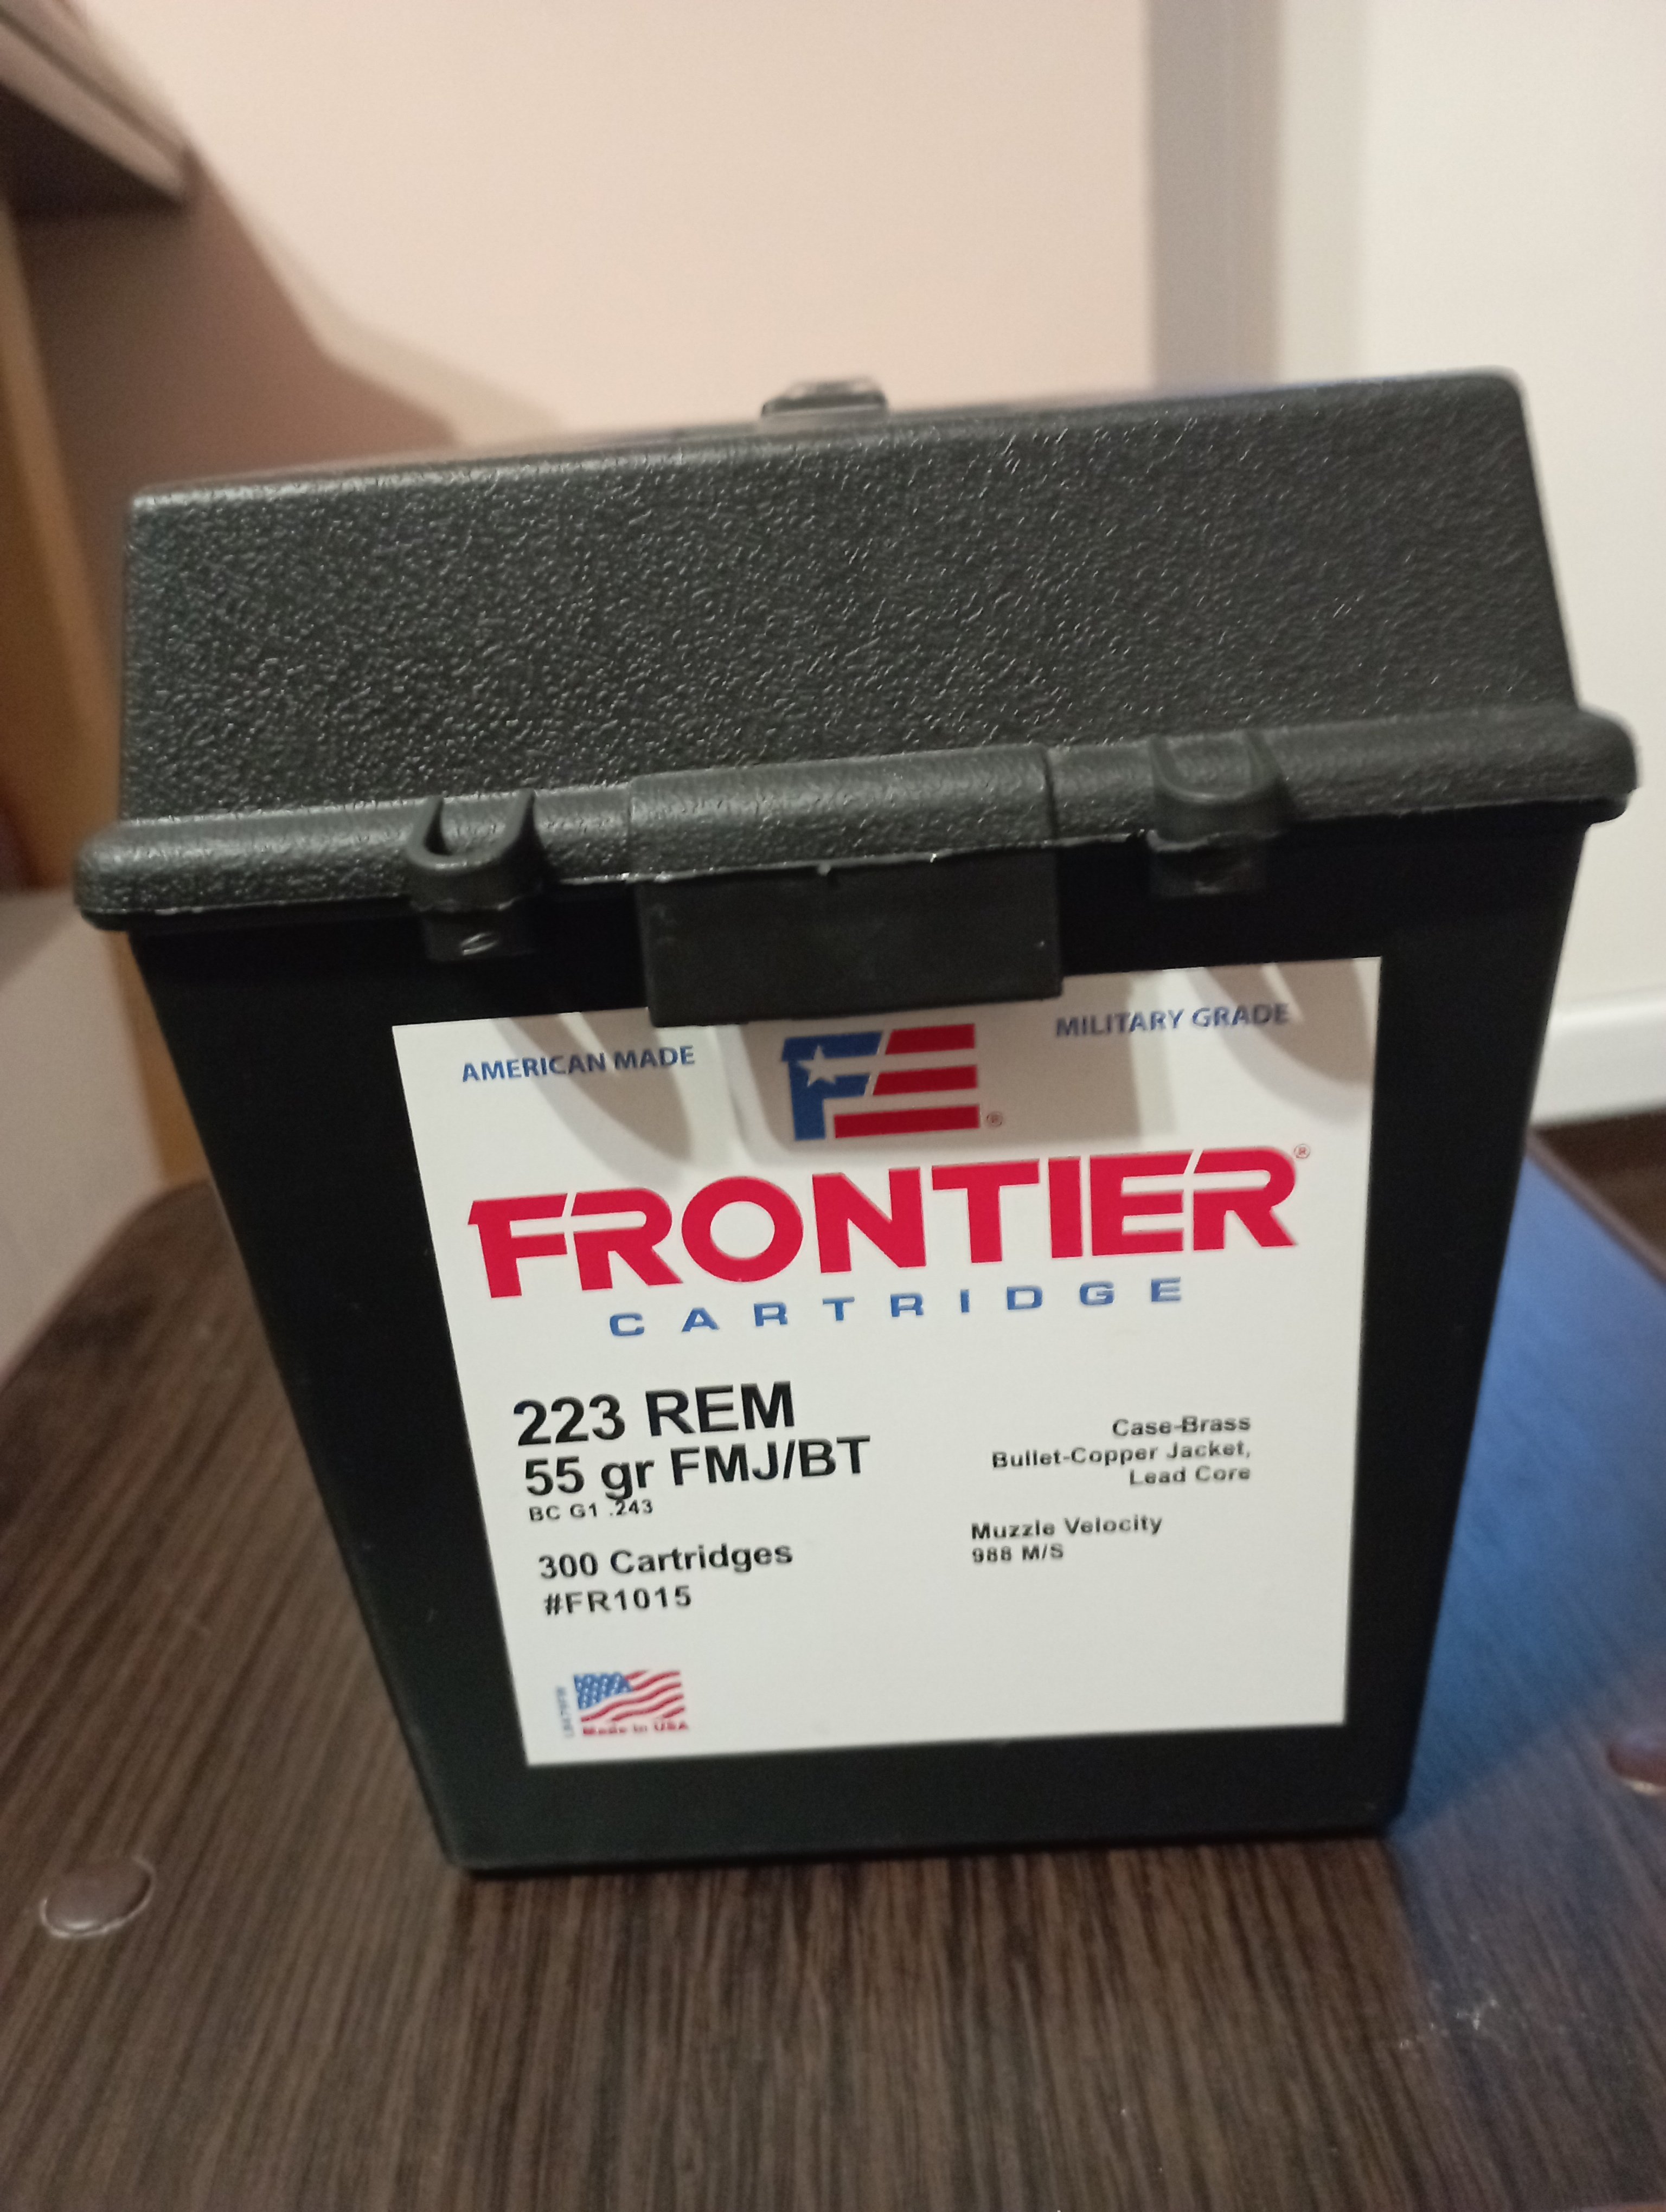 AMERICAN MADE
MILITARY GRADE
FE®
FRONTIER®
CARTRIDGE
223 REM
55 gr FMJ/BT
BC G1 .243
300 Cartridges
#FR1015
Case-Brass
Bullet-Copper Jacket,
Lead Core
Muzzle Velocity
988 M/S
Made in USA